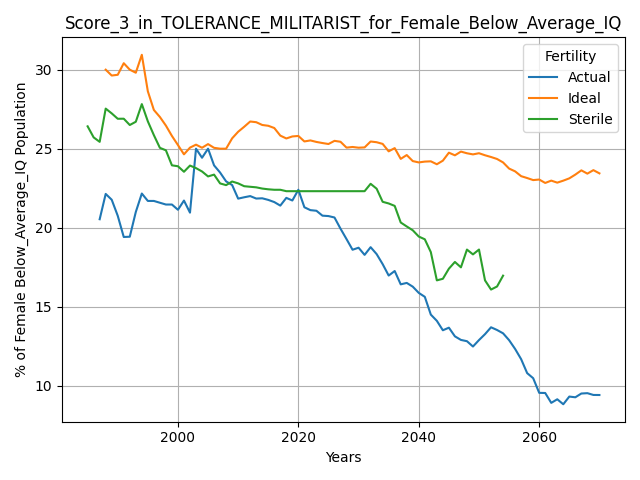 Score_3_in_TOLERANCE_MILITARIST_for_Female_Below_Average_IQ
% of Female Below_Average_IQ Population
30
25
20
15
10
Fertility
Actual
Ideal
Sterile
2000
2020
2040
2060
Years